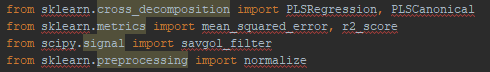 from sklearn.cross_decomposition import PLSRegression, PLSCanonical
from sklearn.metrics import mean_squared_error, r2_score
from scipy.signal import savgol_filter
from sklearn.preprocessing import normalize